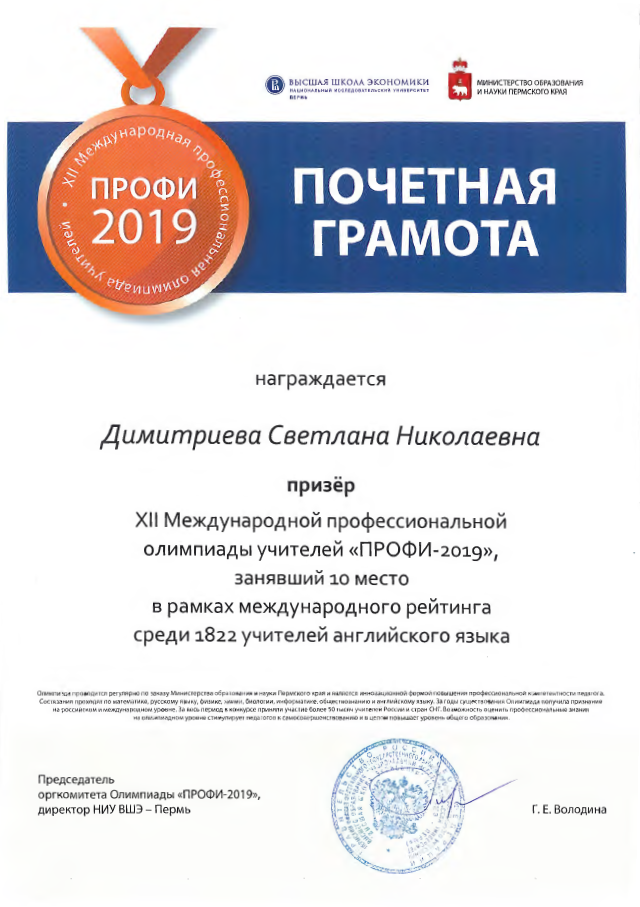 ВЫСШАЯ ШКОЛА ЭКОНОМИКИ
НАЦИОНАЛЬНЫЙ ИССЛЕДОВАТЕЛЬСКИЙ УНИВЕРСИТЕТ
ПЕРМЬ
МИНИСТЕРСТВО ОБРАЗОВАНИЯ
И НАУКИ ПЕРМСКОГО КРАЯ
XII Международная профессиональная олимпиада учителей
ПРОФИ
2019
ПОЧЕТНАЯ
ГРАМОТА
награждается
Димитриева Светлана Николаевна
призёр
XII Международной профессиональной
олимпиады учителей «ПРОФИ-2019»,
занявший 10 место
в рамках международного рейтинга
среди 1822 учителей английского языка
Олимпиада проводится регулярно по заказу Министерства образования и науки Пермского края и является инновационной формой повышения профессиональной компетентности педагога.
Состязания прошли по математике, русскому языку, физике, химии, биологии, информатике, обществознанию и английскому языку. За годы существования Олимпиада получила признание
на российском и международном уровне. За весь период в конкурсе приняли участие более 50 тысяч учителей России и стран СНГ. Возможность оценить профессиональные знания
на олимпиадном уровне стимулирует педагогов к самосовершенствованию и в целом повышает уровень общего образования.
Председатель
оргкомитета Олимпиады «ПРОФИ-2019»,
директор НИУ ВШЭ – Пермь
Г. Е. Володина